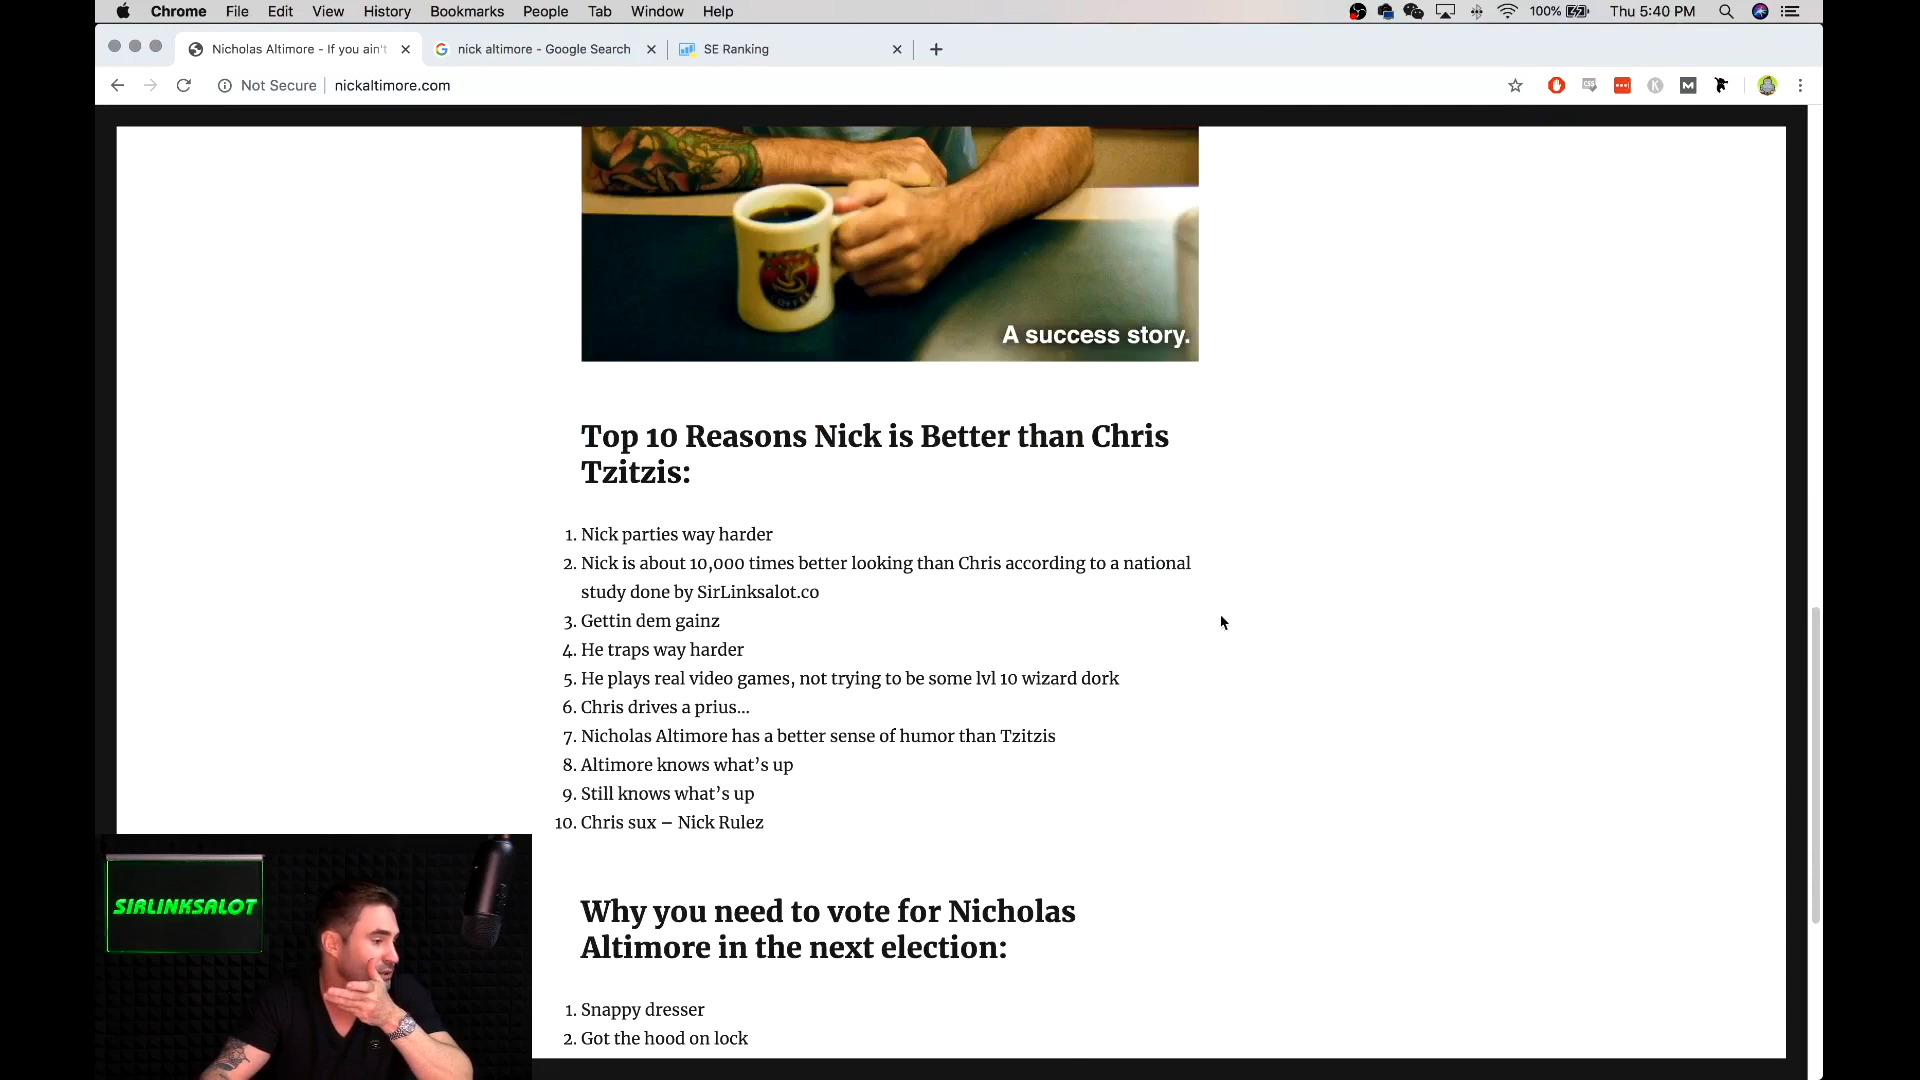 Chrome File Edit View History Bookmarks People Tab Window Help 100% Thu 5:40 PM
Nicholas Altimore - If you ain't nick altimore - Google Search SE Ranking
Not Secure nickaltimore.com
COFFEE
A success story.
Top 10 Reasons Nick is Better than Chris
Tzitzis:
1. Nick parties way harder
2. Nick is about 10,000 times better looking than Chris according to a national
study done by SirLinksalot.co
3. Gettin dem gainz
4. He traps way harder
5. He plays real video games, not trying to be some lvl 10 wizard dork
6. Chris drives a prius...
7. Nicholas Altimore has a better sense of humor than Tzitzis
8. Altimore knows what’s up
9. Still knows what’s up
10. Chris sux – Nick Rulez
SIRLINKSALOT
Why you need to vote for Nicholas
Altimore in the next election:
1. Snappy dresser
2. Got the hood on lock